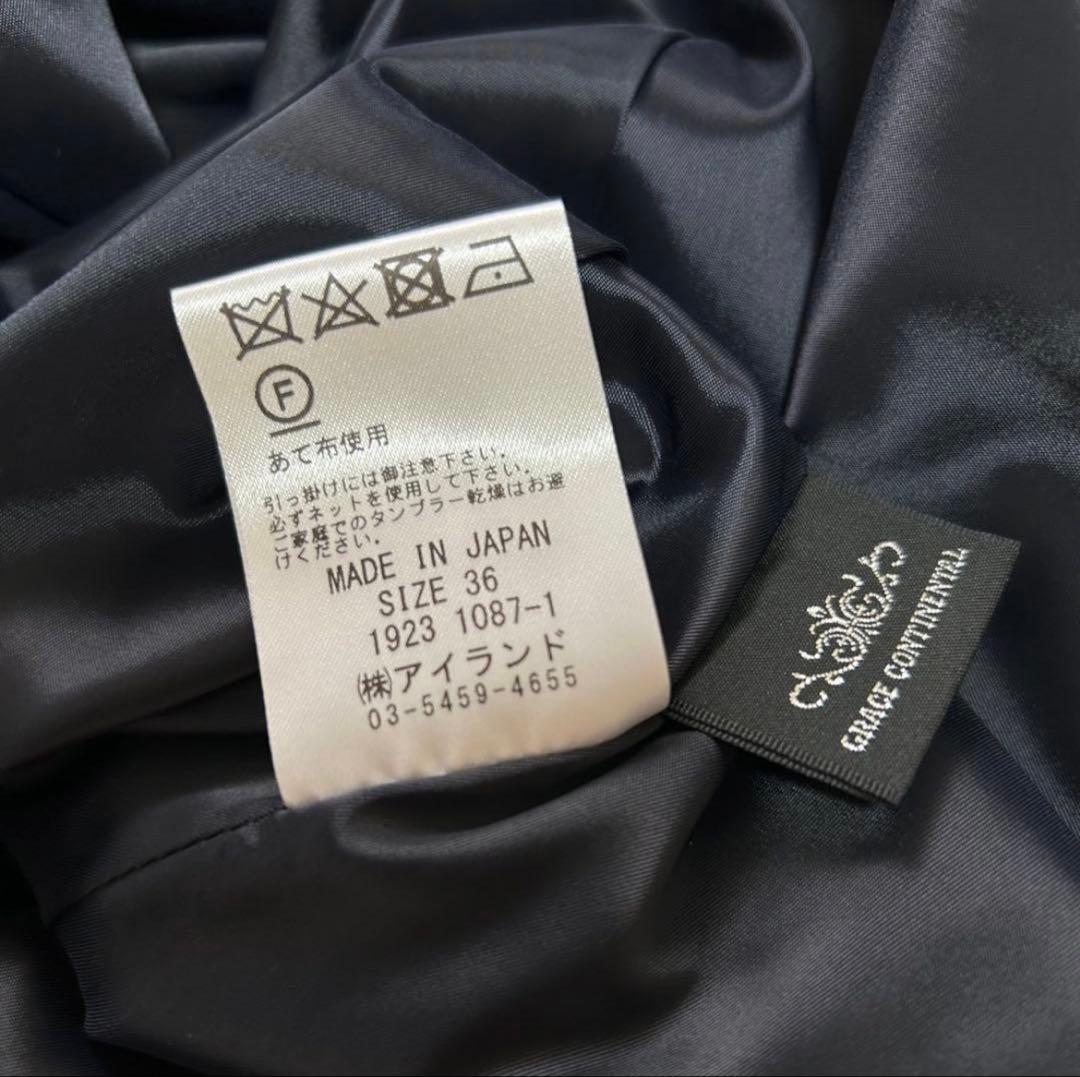 F
あて布使用
引っ掛けには御注意下さい。
必ずネットを使用して下さい。
ご家庭でのタンブラー乾燥はお避
けください。
MADE IN JAPAN
SIZE 36
1923 1087-1
㈱アイランド
03-5459-4655
GRACE CONTINENTAL